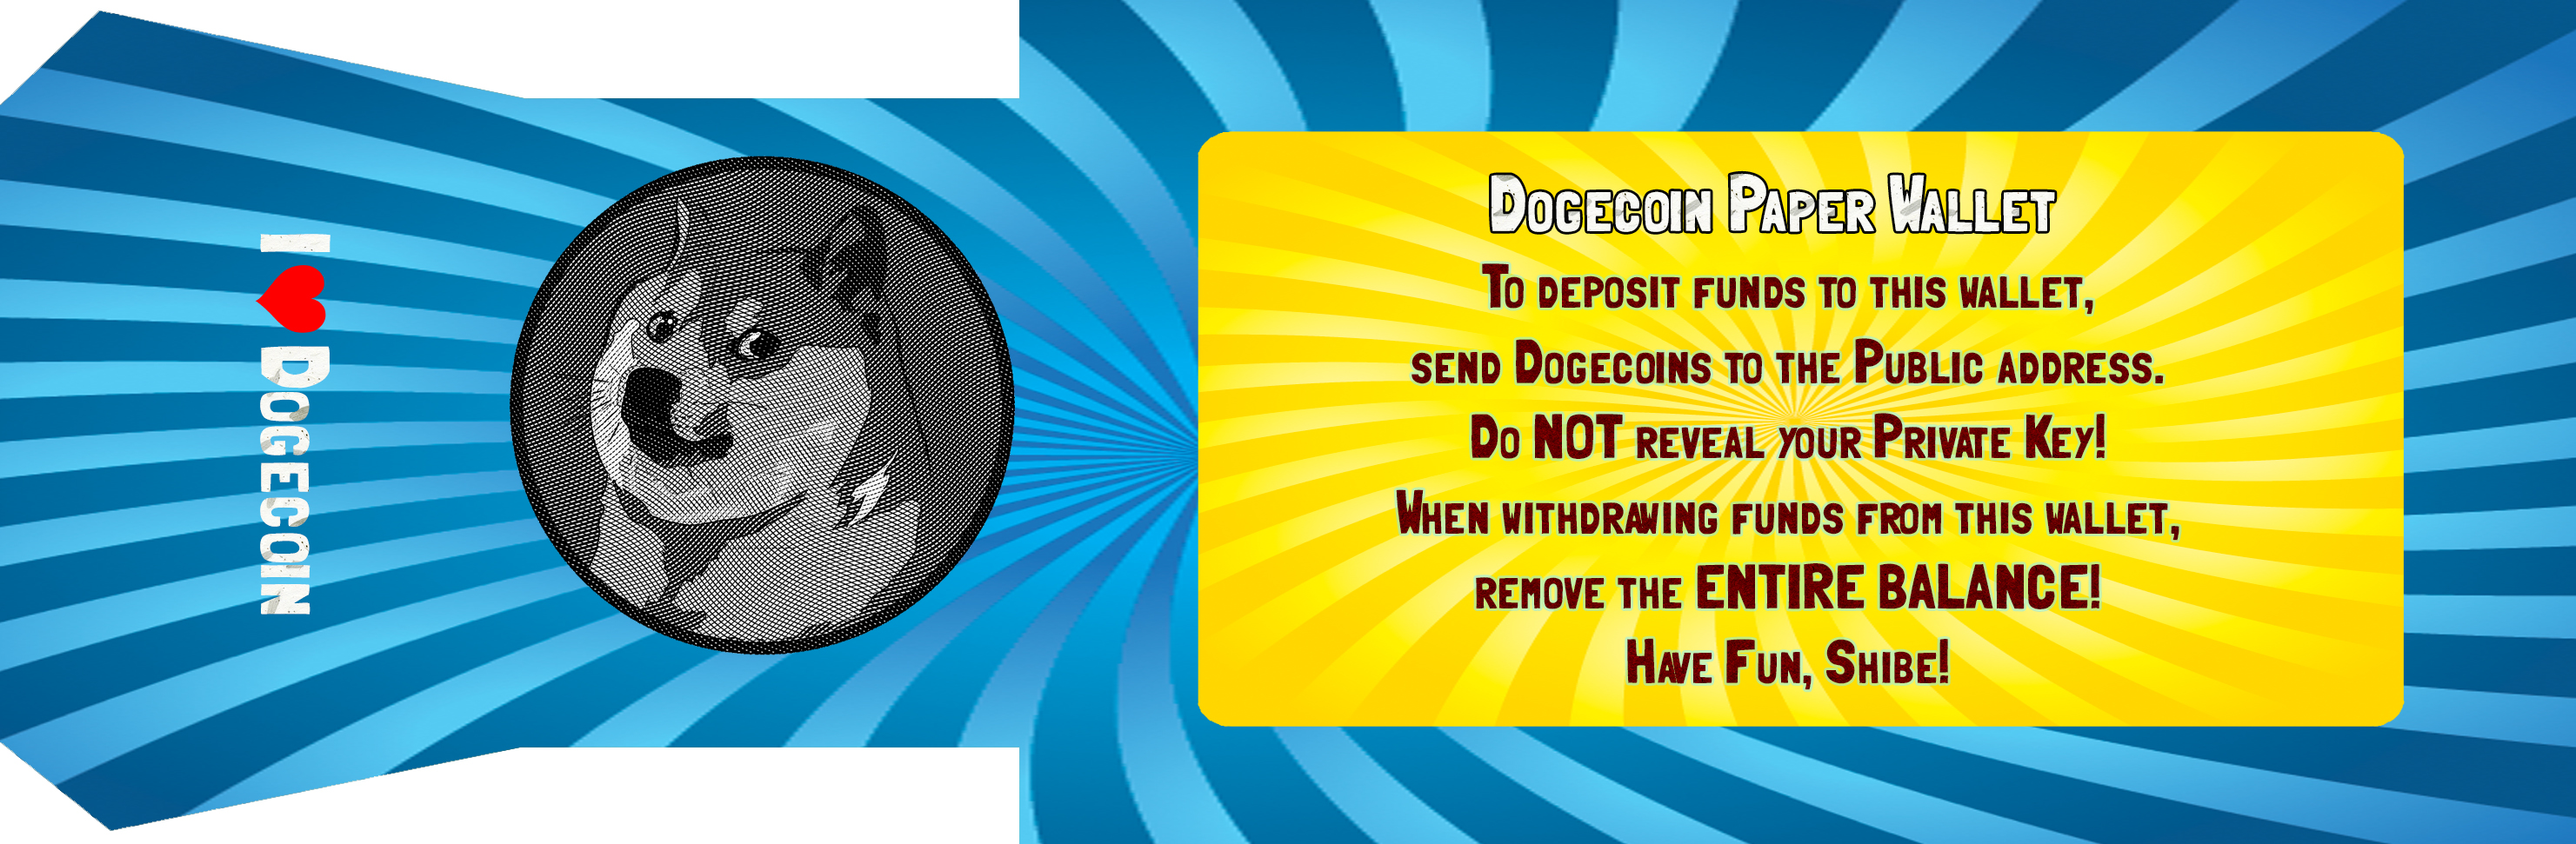 I ❤ Dogecoin
Dogecoin Paper Wallet
To deposit funds to this wallet,
send Dogecoins to the Public address.
Do NOT reveal your Private Key!
When withdrawing funds from this wallet,
remove the ENTIRE BALANCE!
Have Fun, Shibe!